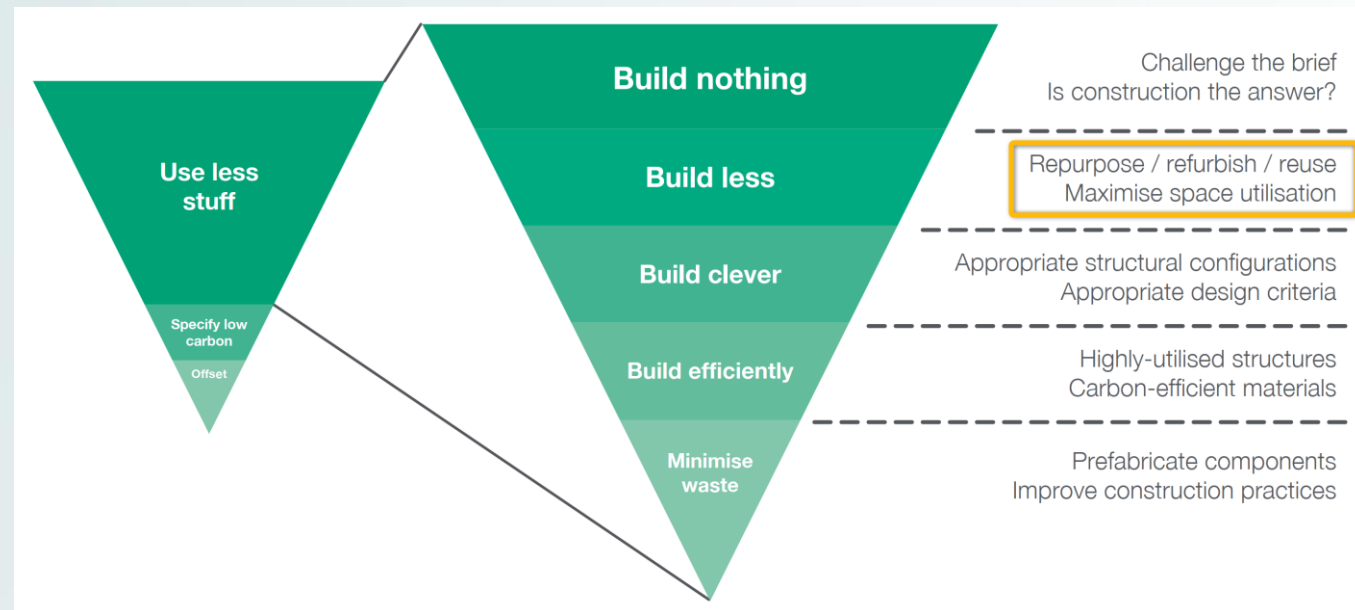 Use less
stuff
Specify low
carbon
Offset
Build nothing
Challenge the brief
Is construction the answer?
Build less
Repurpose / refurbish / reuse
Maximise space utilisation
Build clever
Appropriate structural configurations
Appropriate design criteria
Build efficiently
Highly-utilised structures
Carbon-efficient materials
Minimise
waste
Prefabricate components
Improve construction practices